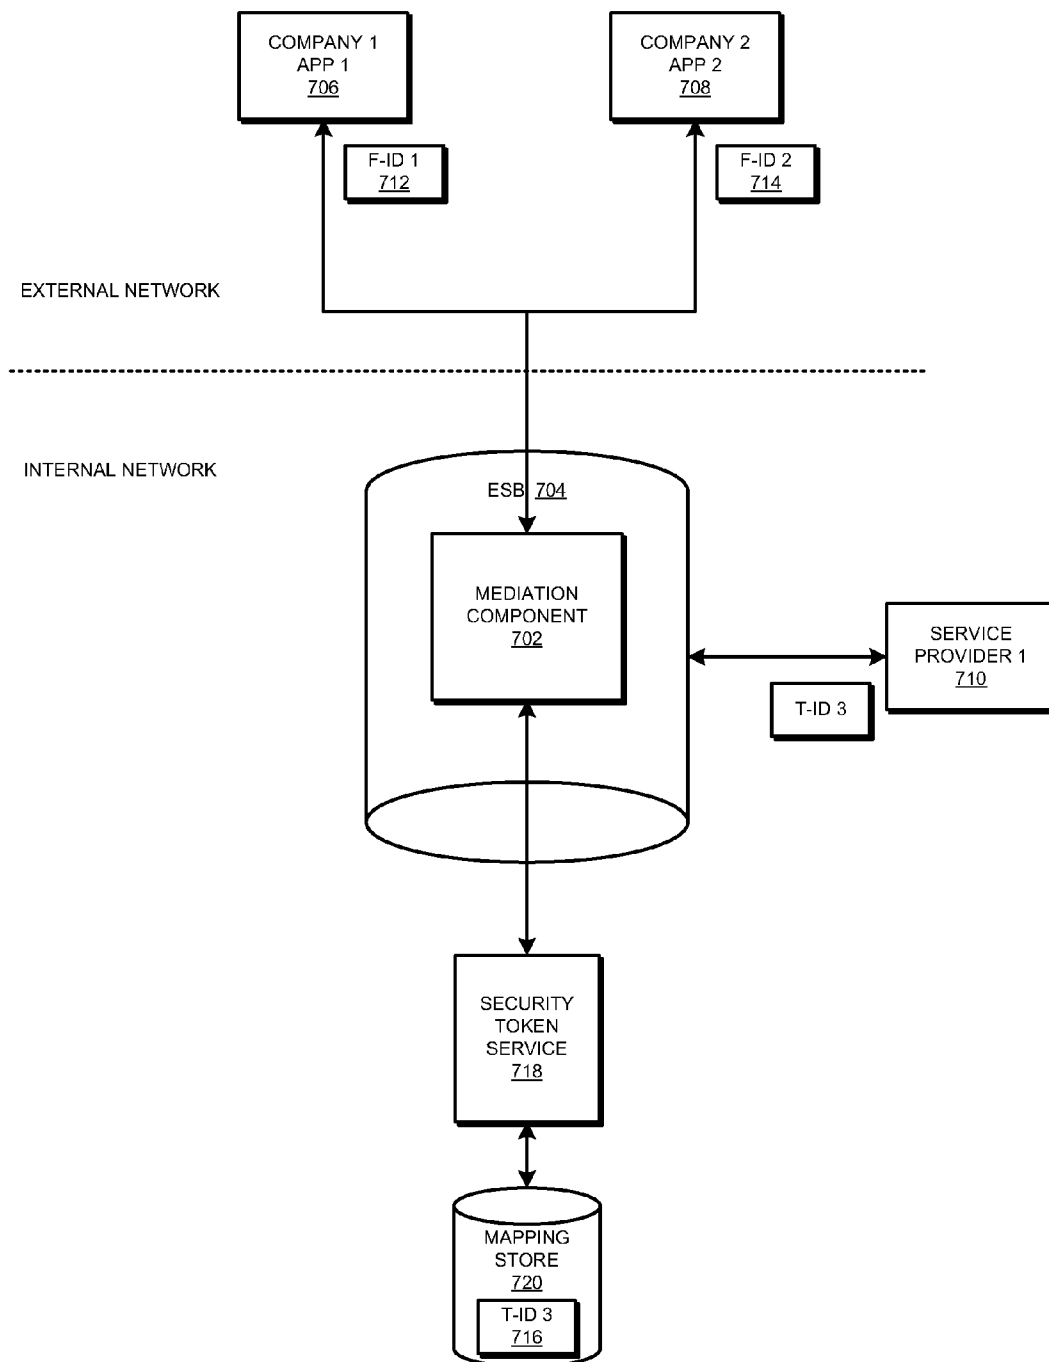 COMPANY 1
APP 1
706
COMPANY 2
APP 2
708
F-ID 1
712
F-ID 2
714
EXTERNAL NETWORK
INTERNAL NETWORK
ESB 704
MEDIATION
COMPONENT
702
SERVICE
PROVIDER 1
710
T-ID 3
SECURITY
TOKEN
SERVICE
718
MAPPING
STORE
720
T-ID 3
716